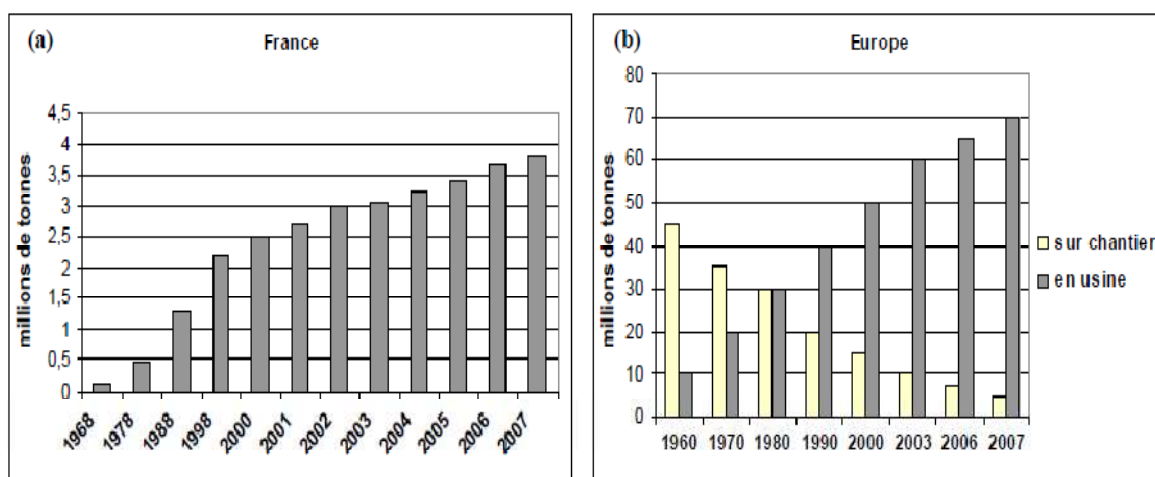 (a) France
millions de tonnes
4,5
4
3,5
3
2,5
2
1,5
1
0,5
0
1968 1978 1988 1998 2000 2001 2002 2003 2004 2005 2006 2007
(b) Europe
millions de tonnes
80
70
60
50
40
30
20
10
0
1960 1970 1980 1990 2000 2003 2006 2007
sur chantier
en usine